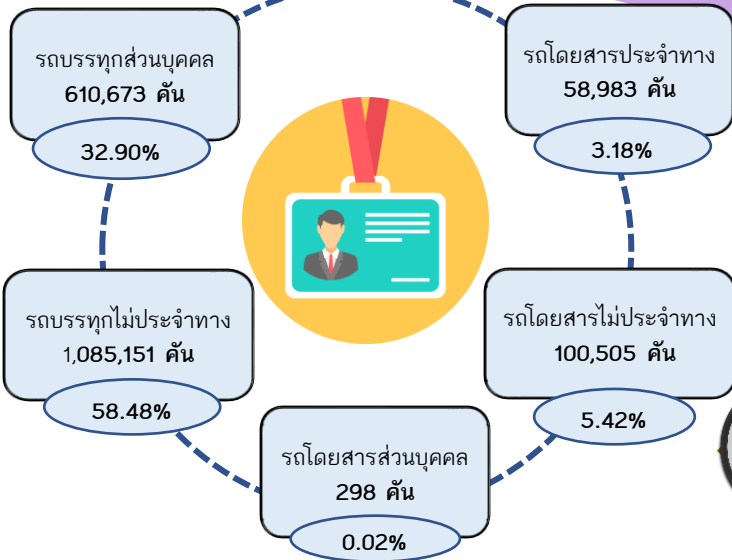 รถบรรทุกส่วนบุคคล
610,673 คัน
32.90%
รถโดยสารประจำทาง
58,983 คัน
3.18%
รถบรรทุกไม่ประจำทาง
1,085,151 คัน
58.48%
รถโดยสารไม่ประจำทาง
100,505 คัน
5.42%
รถโดยสารส่วนบุคคล
298 คัน
0.02%